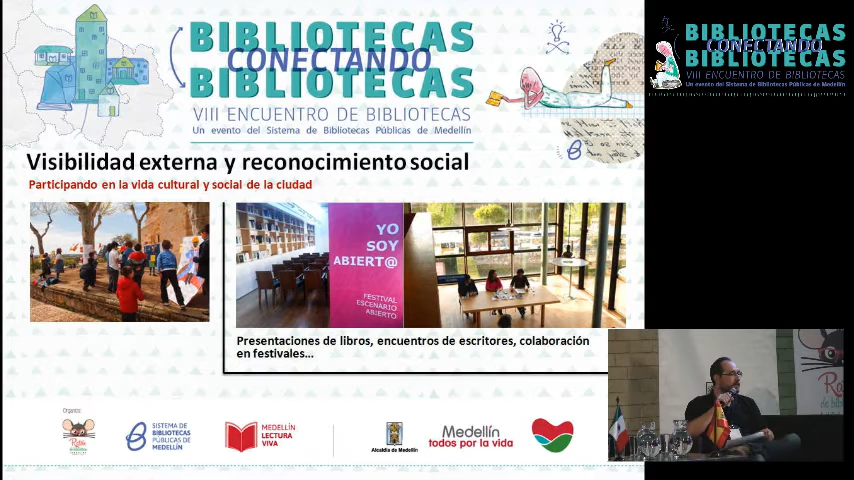 BIBLIOTECAS
CONECTANDO
BIBLIOTECAS
VIII ENCUENTRO DE BIBLIOTECAS
Un evento del Sistema de Bibliotecas Públicas de Medellín
Visibilidad externa y reconocimiento social
Participando en la vida cultural y social de la ciudad
YO
SOY
ABIERT@
FESTIVAL
ESCENARIO
ABIERTO
Presentaciones de libros, encuentros de escritores, colaboración
en festivales...
SISTEMA DE
BIBLIOTECAS
PÚBLICAS DE
MEDELLÍN
MEDELLÍN
LECTURA
VIVA
Alcaldía de Medellín
Medellín
todos por la vida
BIBLIOTECAS
CONECTANDO
BIBLIOTECAS
VIII ENCUENTRO DE BIBLIOTECAS
Un evento del Sistema de Bibliotecas Públicas de Medellín